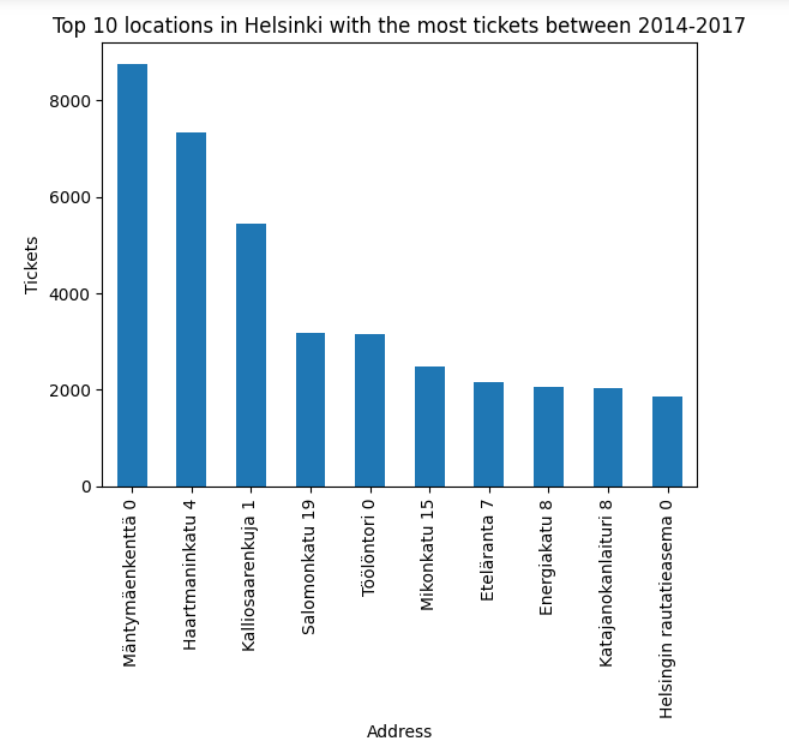 Top 10 locations in Helsinki with the most tickets between 2014-2017
Tickets
8000
6000
4000
2000
0
Mäntymäenkenttä 0
Haartmaninkatu 4
Kalliosaarenkuja 1
Salomonkatu 19
Töölöntori 0
Mikonkatu 15
Eteläranta 7
Energiakatu 8
Katajanokanlaituri 8
Helsingin rautatieasema 0
Address